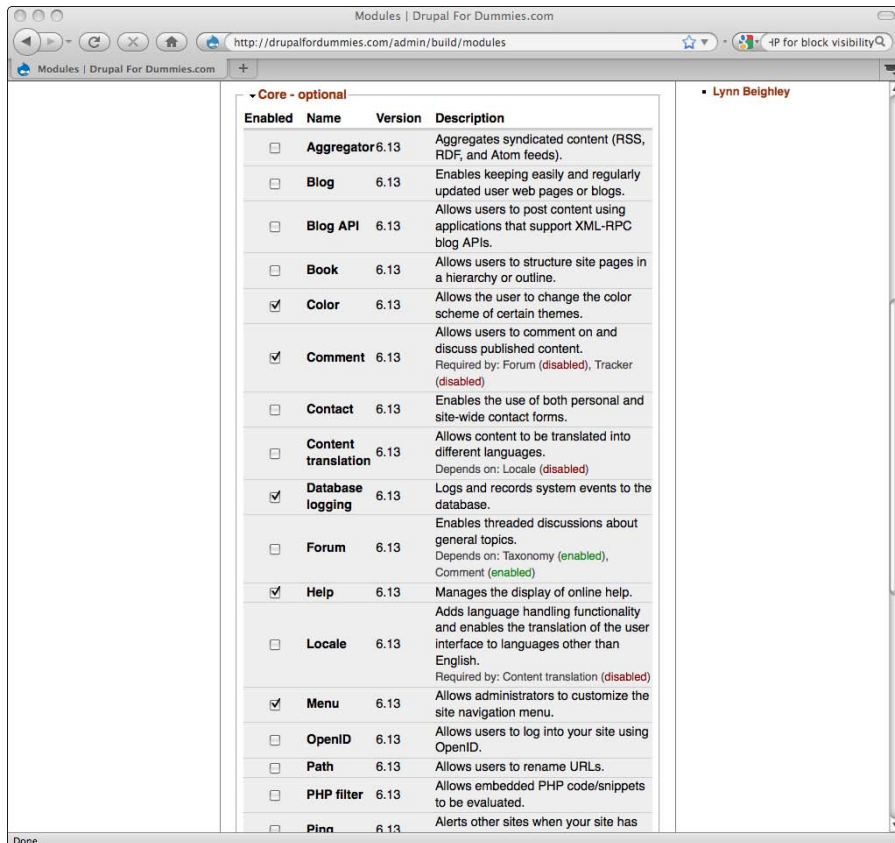 Modules | Drupal For Dummies.com
http://drupalfordummies.com/admin/build/modules
HP for block visibility
Modules | Drupal For Dummies.com
+
Core - optional
Lynn Beighley
Enabled Name Version Description
Aggregator 6.13 Aggregates syndicated content (RSS,
RDF, and Atom feeds).
Blog 6.13 Enables keeping easily and regularly
updated user web pages or blogs.
Blog API 6.13 Allows users to post content using
applications that support XML-RPC
blog APIs.
Book 6.13 Allows users to structure site pages in
a hierarchy or outline.
Color 6.13 Allows the user to change the color
scheme of certain themes.
Comment 6.13 Allows users to comment on and
discuss published content.
Required by: Forum (disabled), Tracker
(disabled)
Contact 6.13 Enables the use of both personal and
site-wide contact forms.
Content
translation 6.13 Allows content to be translated into
different languages.
Depends on: Locale (disabled)
Database
logging 6.13 Logs and records system events to the
database.
Forum 6.13 Enables threaded discussions about
general topics.
Depends on: Taxonomy (enabled),
Comment (enabled)
Help 6.13 Manages the display of online help.
Locale 6.13 Adds language handling functionality
and enables the translation of the user
interface to languages other than
English.
Required by: Content translation (disabled)
Menu 6.13 Allows administrators to customize the
site navigation menu.
OpenID 6.13 Allows users to log into your site using
OpenID.
Path 6.13 Allows users to rename URLs.
PHP filter 6.13 Allows embedded PHP code/snippets
to be evaluated.
Ping 6.13 Alerts other sites when your site has
Done